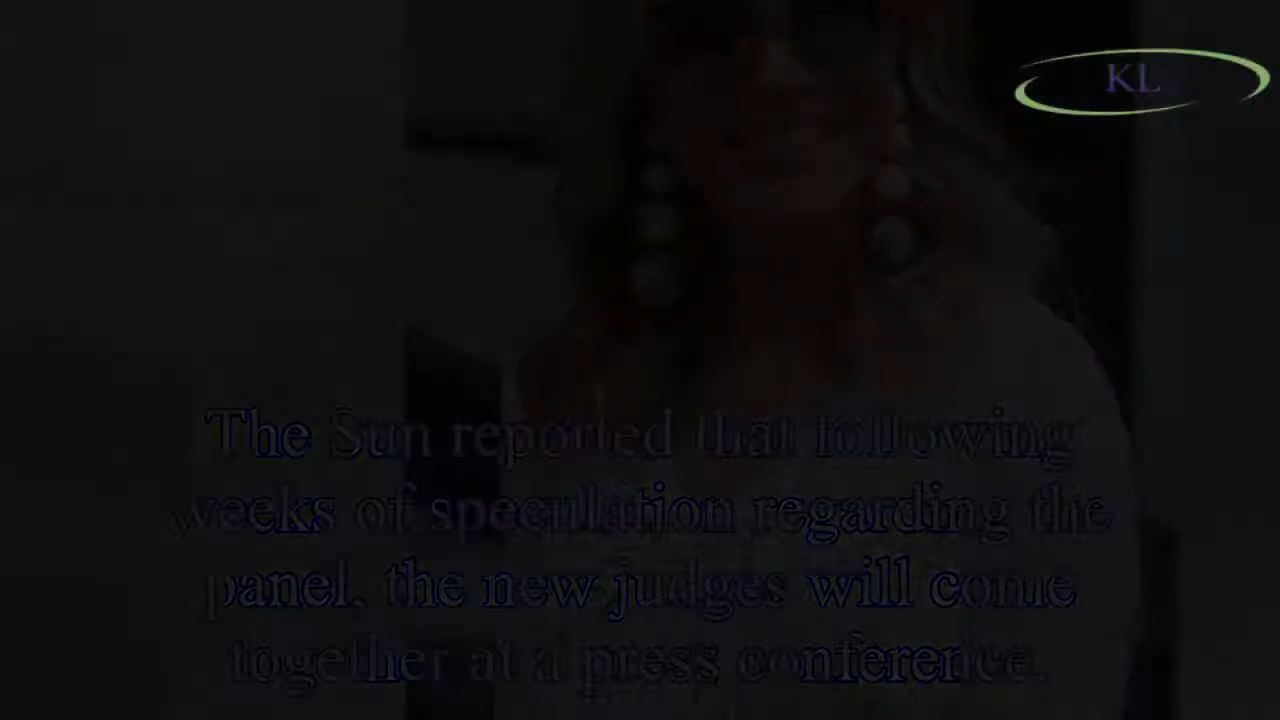 KL
The Sun reported that following
weeks of speculation regarding the
panel, the new judges will come
together at a press conference.